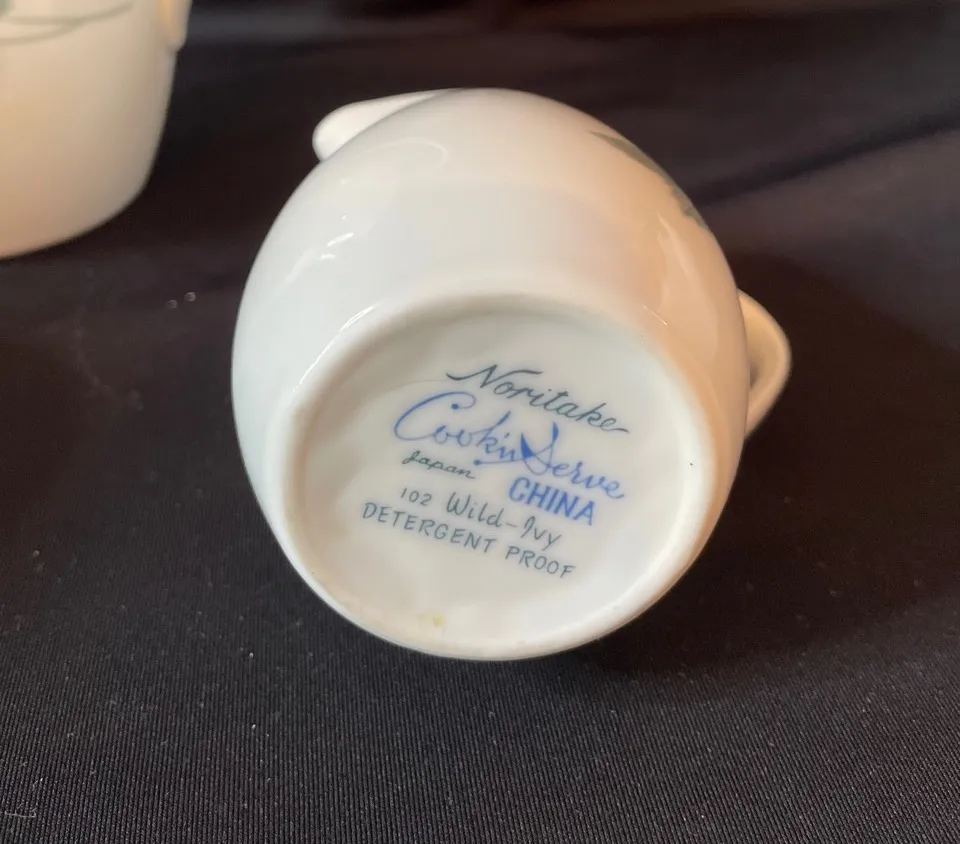 Noritake
Cook'n Serve
Japan CHINA
102 Wild-Ivy
DETERGENT PROOF